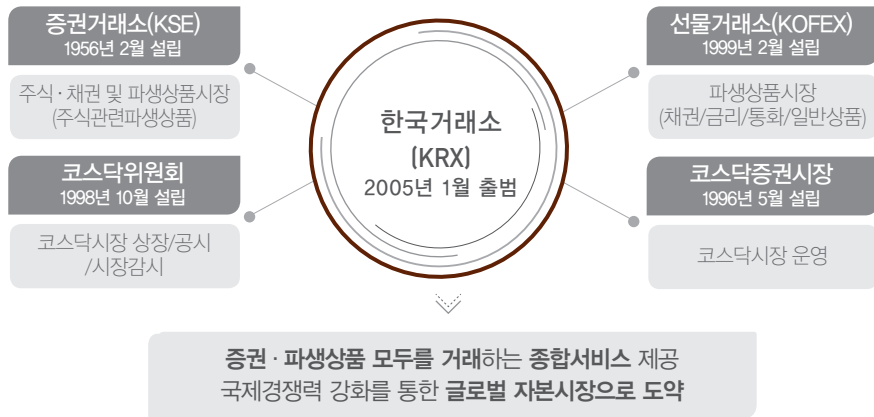 증권거래소(KSE)
1956년 2월 설립
주식 · 채권 및 파생상품시장
(주식관련파생상품)
코스닥위원회
1998년 10월 설립
코스닥시장 상장/공시
/시장감시
한국거래소
(KRX)
2005년 1월 출범
선물거래소(KOFEX)
1999년 2월 설립
파생상품시장
(채권/금리/통화/일반상품)
코스닥증권시장
1996년 5월 설립
코스닥시장 운영
증권 · 파생상품 모두를 거래하는 종합서비스 제공
국제경쟁력 강화를 통한 글로벌 자본시장으로 도약